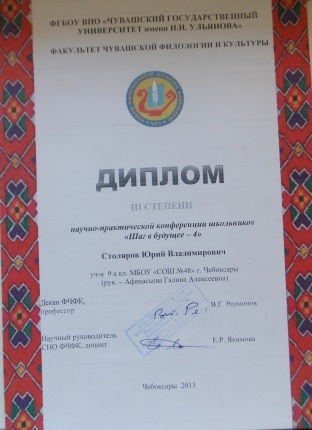 ФГБОУ ВПО «ЧУВАШСКИЙ ГОСУДАРСТВЕННЫЙ
УНИВЕРСИТЕТ имени И.Н. УЛЬЯНОВА»
ФАКУЛЬТЕТ ЧУВАШСКОЙ ФИЛОЛОГИИ И КУЛЬТУРЫ
ДИПЛОМ
III СТЕПЕНИ
научно-практической конференции школьников
«Шаг в будущее – 4»
Столяров Юрий Владимирович
уч-к 9 а кл. МБОУ «СОШ №48» г. Чебоксары
(рук. – Афанасьева Галина Алексеевна)
Декан ФЧФК,
профессор
В.Г. Родионов
Научный руководитель
СНО ФЧФК, доцент
Е.Р. Якимова
Чебоксары 2013